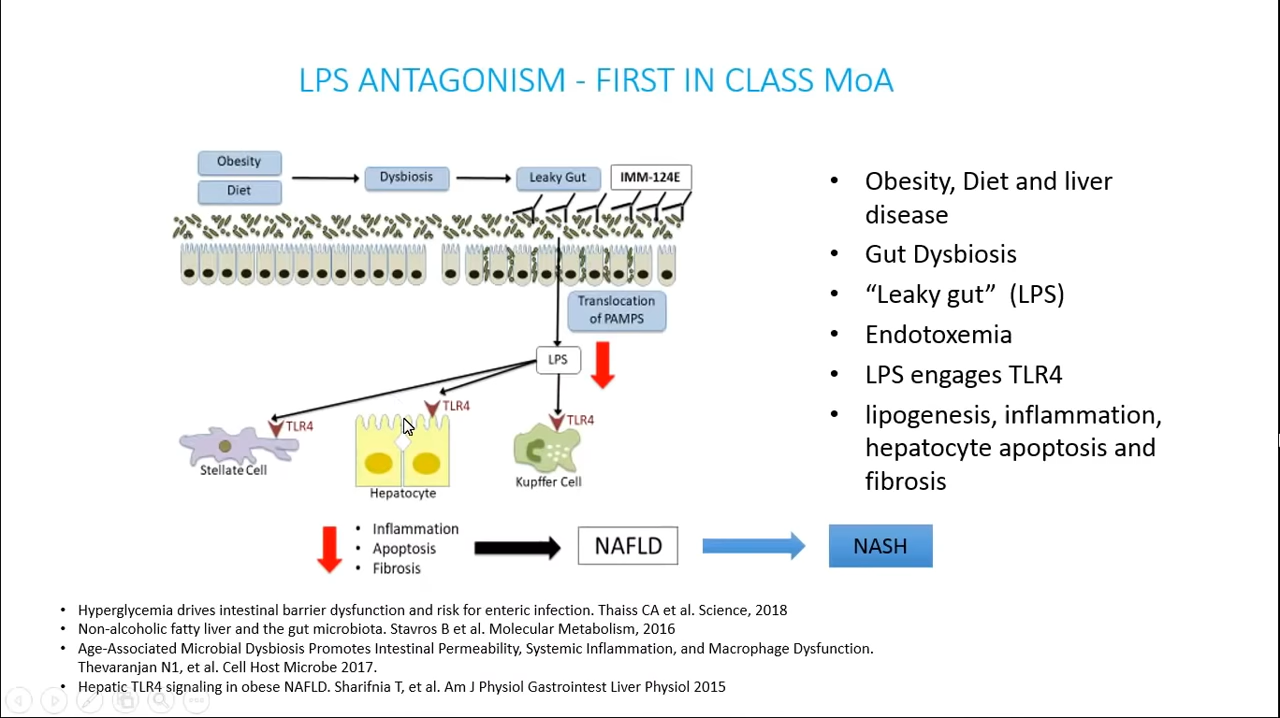 LPS ANTAGONISM - FIRST IN CLASS MoA
Obesity
Diet
Dysbiosis
Leaky Gut
IMM-124E
Translocation
of PAMPS
LPS
TLR4
TLR4
TLR4
Stellate Cell
Hepatocyte
Kupffer Cell
• Inflammation
• Apoptosis
• Fibrosis
NAFLD
NASH
• Obesity, Diet and liver
disease
• Gut Dysbiosis
• “Leaky gut” (LPS)
• Endotoxemia
• LPS engages TLR4
• lipogenesis, inflammation,
hepatocyte apoptosis and
fibrosis
• Hyperglycemia drives intestinal barrier dysfunction and risk for enteric infection. Thaiss CA et al. Science, 2018
• Non-alcoholic fatty liver and the gut microbiota. Stavros B et al. Molecular Metabolism, 2016
• Age-Associated Microbial Dysbiosis Promotes Intestinal Permeability, Systemic Inflammation, and Macrophage Dysfunction.
Thevaranjan N1, et al. Cell Host Microbe 2017.
• Hepatic TLR4 signaling in obese NAFLD. Sharifnia T, et al. Am J Physiol Gastrointest Liver Physiol 2015